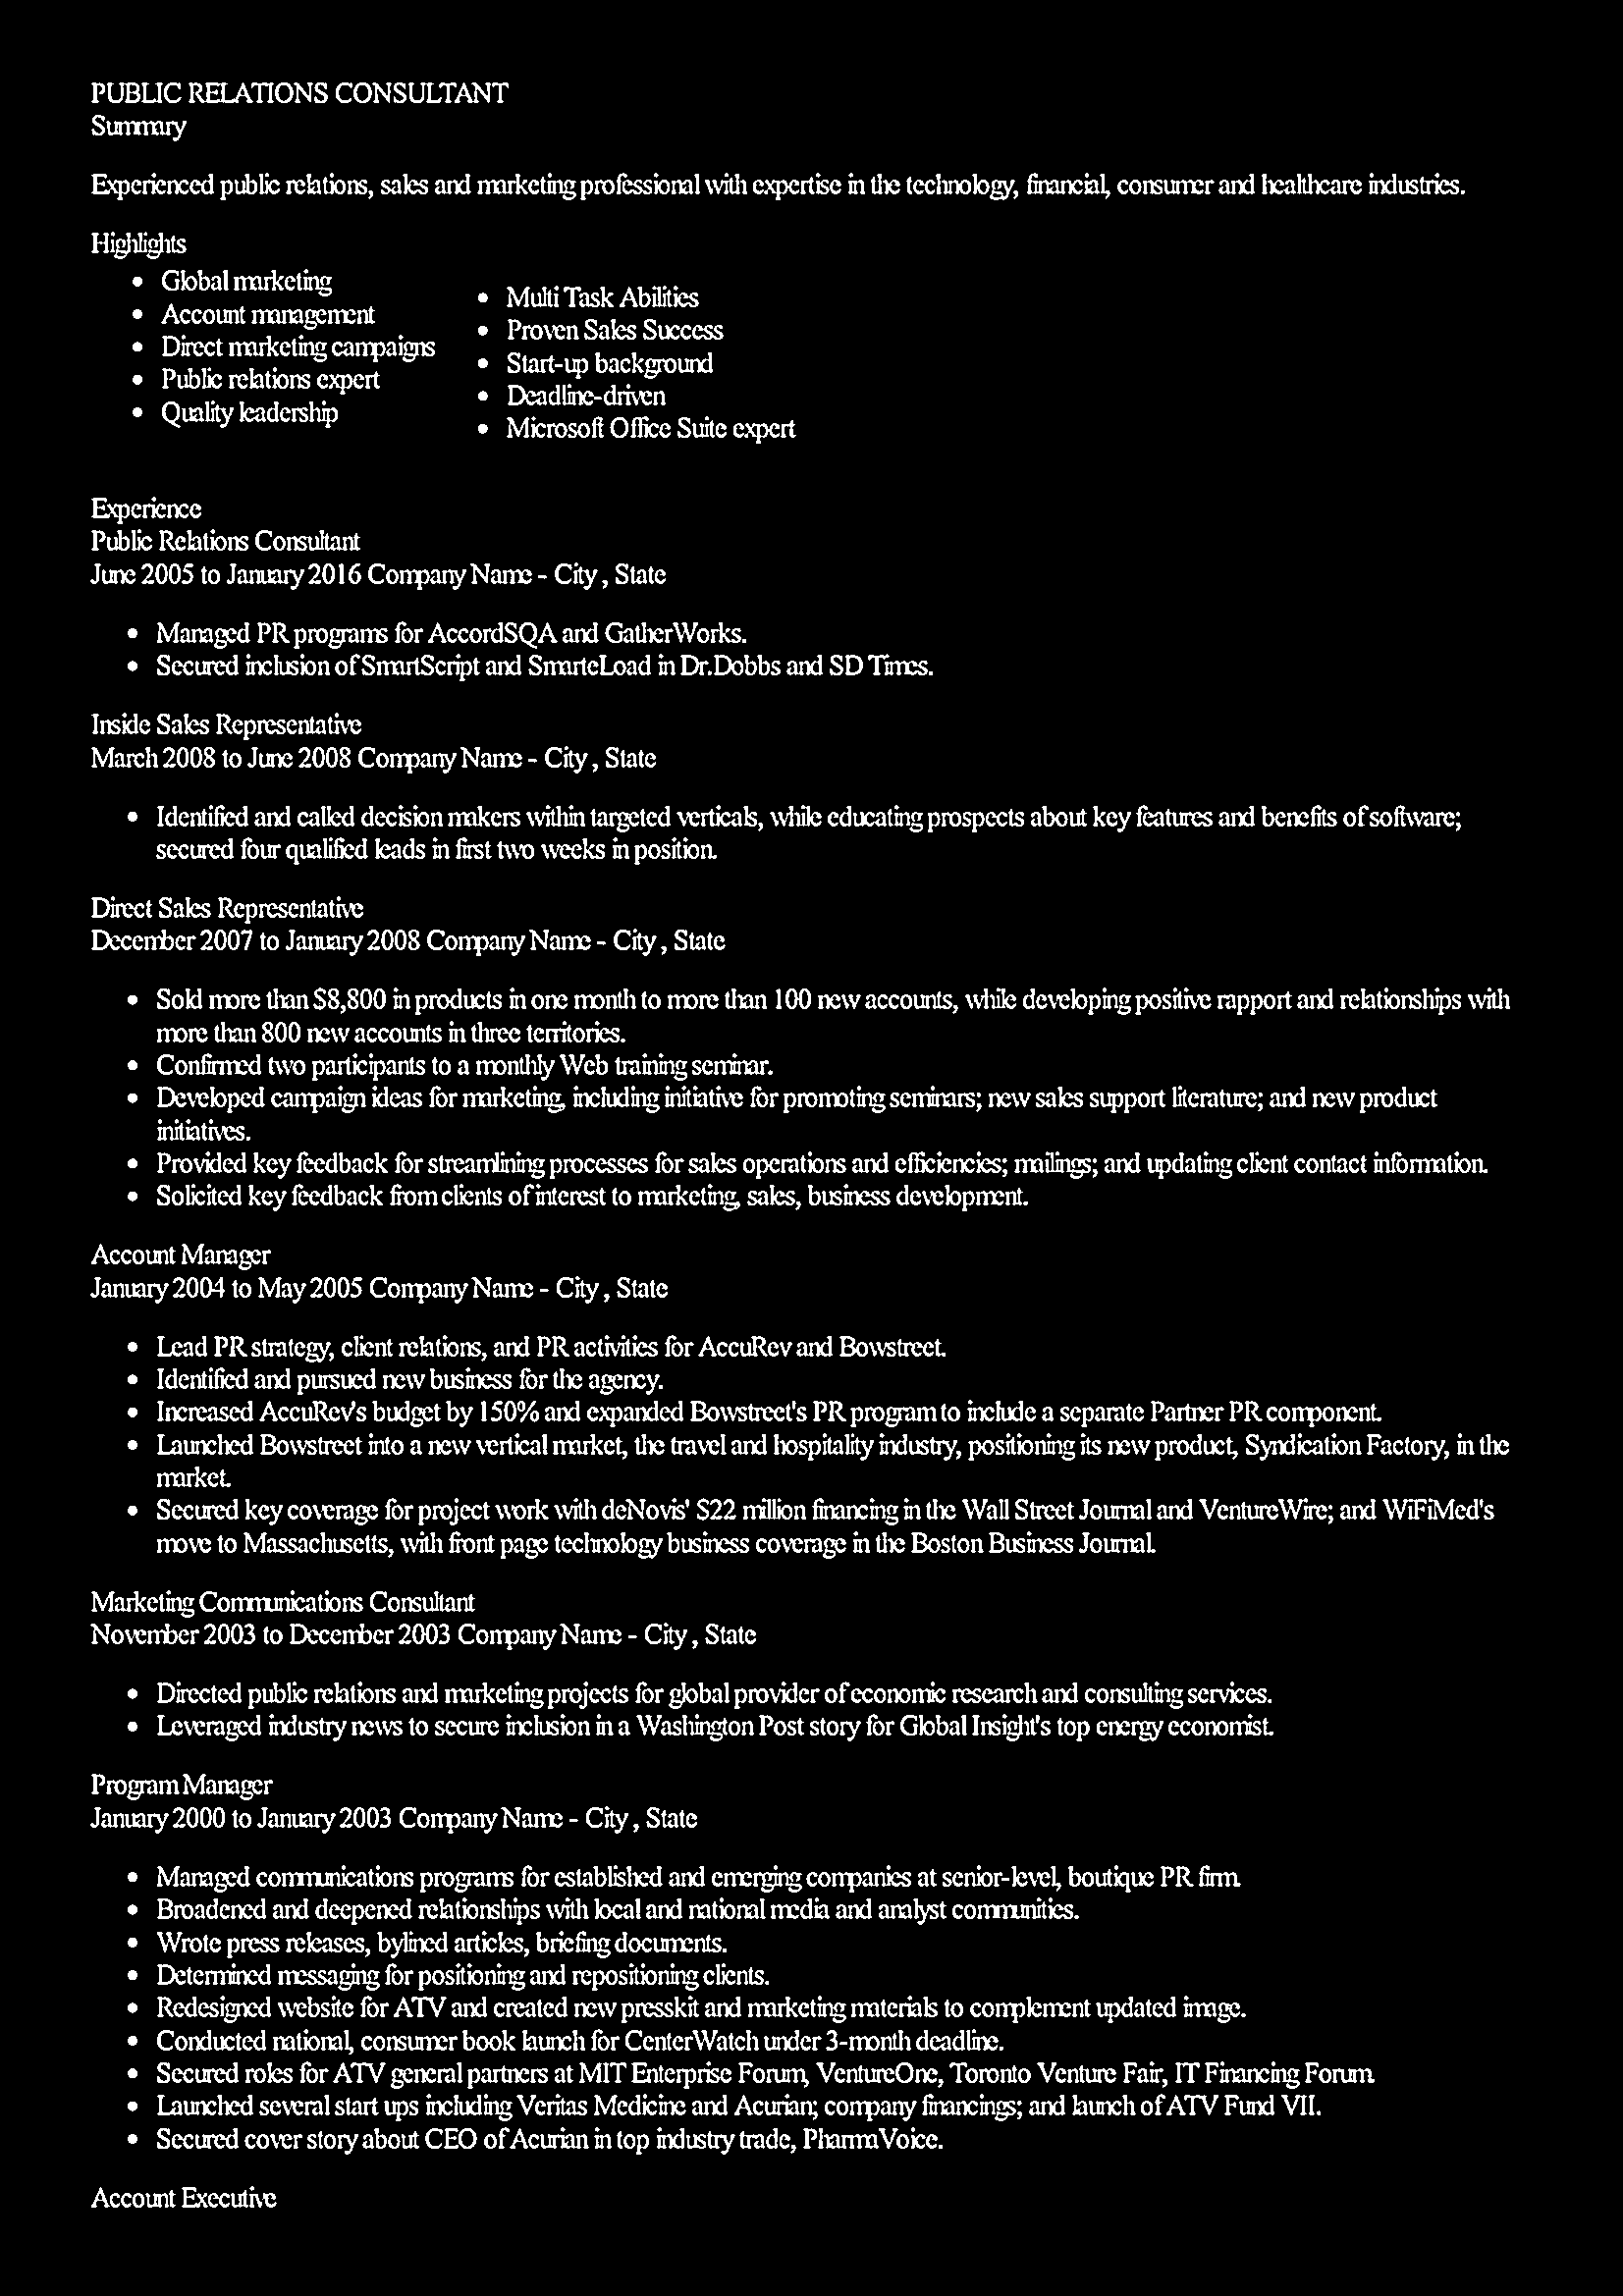 PUBLIC RELATIONS CONSULTANT
Summary
Experienced public relations, sales and marketing professional with expertise in the technology, financial, consumer and healthcare industries.
Highlights
• Global marketing
• Account management
• Direct marketing campaigns
• Public relations expert
• Quality leadership
• Multi Task Abilities
• Proven Sales Success
• Start-up background
• Deadline-driven
• Microsoft Office Suite expert
Experience
Public Relations Consultant
June 2005 to January 2016 Company Name - City , State
• Managed PR programs for AccordSQA and GatherWorks.
• Secured inclusion of SmartScript and SmarteLoad in Dr.Dobbs and SD Times.
Inside Sales Representative
March 2008 to June 2008 Company Name - City , State
• Identified and called decision makers within targeted verticals, while educating prospects about key features and benefits of software;
secured four qualified leads in first two weeks in position.
Direct Sales Representative
December 2007 to January 2008 Company Name - City , State
• Sold more than $8,800 in products in one month to more than 100 new accounts, while developing positive rapport and relationships with
more than 800 new accounts in three territories.
• Confirmed two participants to a monthly Web training seminar.
• Developed campaign ideas for marketing, including initiative for promoting seminars; new sales support literature; and new product
initiatives.
• Provided key feedback for streamlining processes for sales operations and efficiencies; mailings; and updating client contact information.
• Solicited key feedback from clients of interest to marketing, sales, business development.
Account Manager
January 2004 to May 2005 Company Name - City , State
• Lead PR strategy, client relations, and PR activities for AccuRev and Bowstreet.
• Identified and pursued new business for the agency.
• Increased AccuRev's budget by 150% and expanded Bowstreet's PR program to include a separate Partner PR component.
• Launched Bowstreet into a new vertical market, the travel and hospitality industry, positioning its new product, Syndication Factory, in the
market.
• Secured key coverage for project work with deNovis' $22 million financing in the Wall Street Journal and VentureWire; and WiFiMed's
move to Massachusetts, with front page technology business coverage in the Boston Business Journal.
Marketing Communications Consultant
November 2003 to December 2003 Company Name - City , State
• Directed public relations and marketing projects for global provider of economic research and consulting services.
• Leveraged industry news to secure inclusion in a Washington Post story for Global Insight's top energy economist.
Program Manager
January 2000 to January 2003 Company Name - City , State
• Managed communications programs for established and emerging companies at senior-level, boutique PR firm.
• Broadened and deepened relationships with local and national media and analyst communities.
• Wrote press releases, bylined articles, briefing documents.
• Determined messaging for positioning and repositioning clients.
• Redesigned website for ATV and created new presskit and marketing materials to complement updated image.
• Conducted national, consumer book launch for CenterWatch under 3-month deadline.
• Secured roles for ATV general partners at MIT Enterprise Forum, VentureOne, Toronto Venture Fair, IT Financing Forum.
• Launched several start ups including Veritas Medicine and Acurian; company financings; and launch of ATV Fund VII.
• Secured cover story about CEO of Acurian in top industry trade, PharmaVoice.
Account Executive